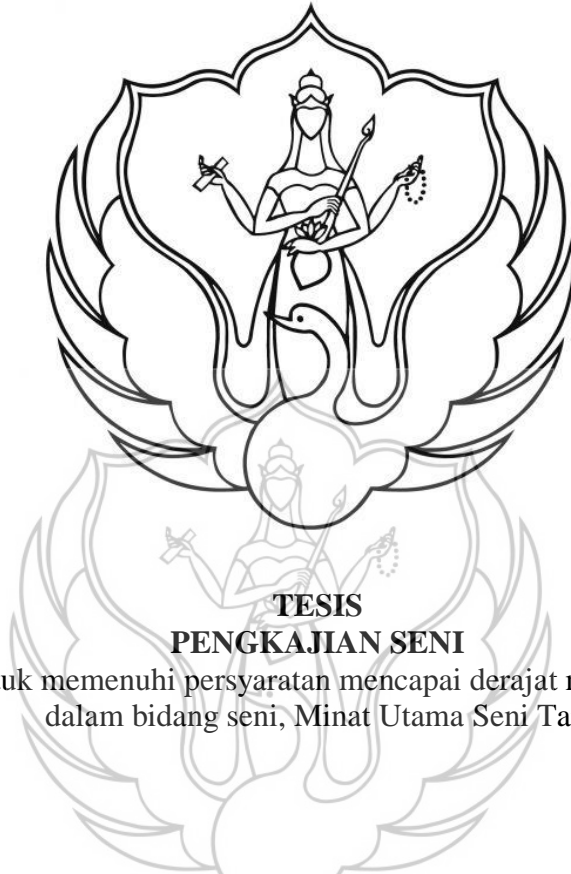 TESIS
PENGKAJIAN SENI
memenuhi persyaratan mencapai derajat
dalam bidang seni, Minat Utama Seni